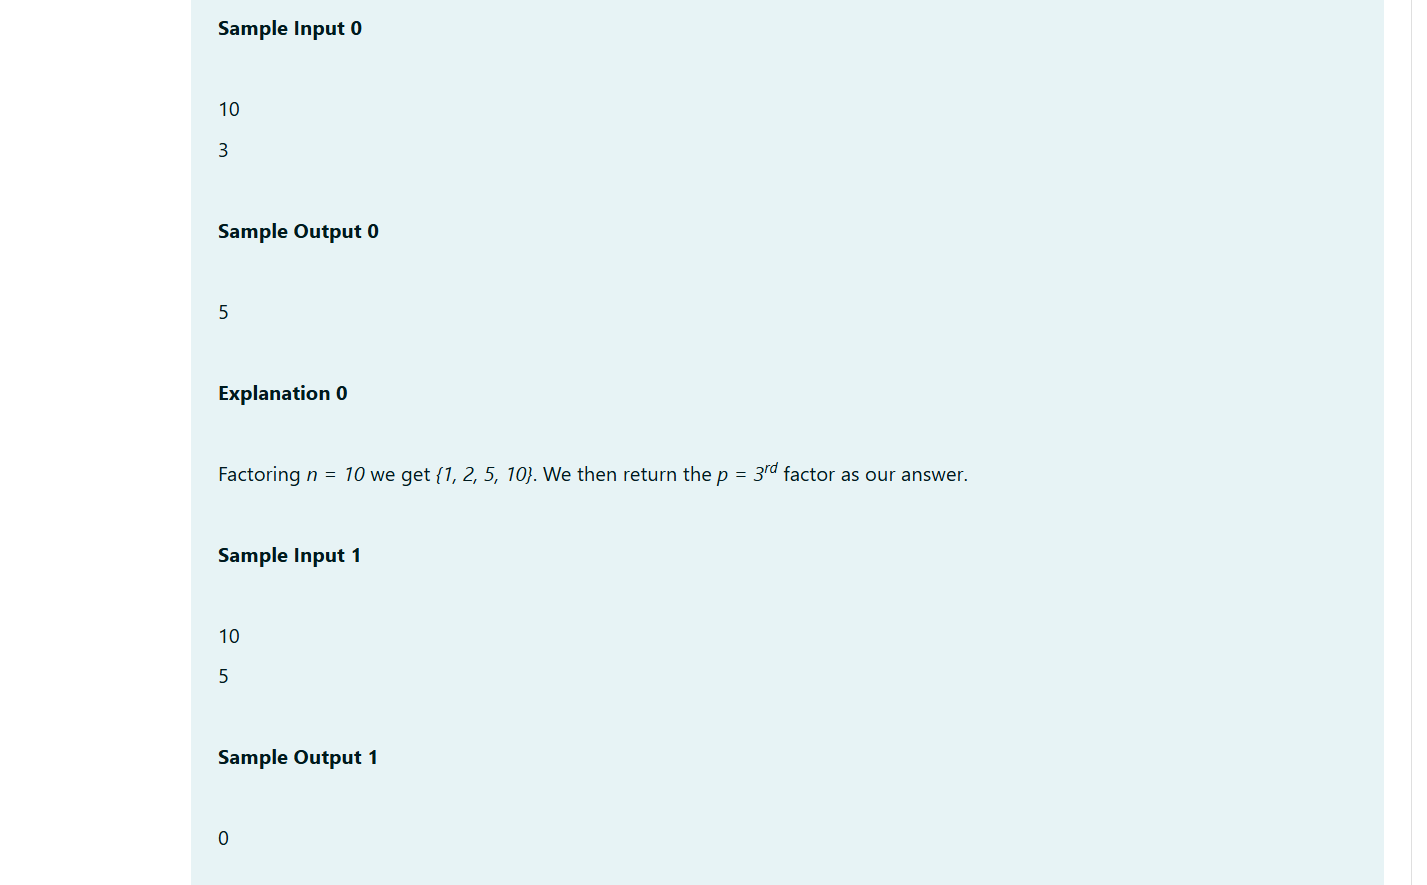 Sample Input 0
10
3
Sample Output 0
5
Explanation 0
Factoring n = 10 we get {1, 2, 5, 10}. We then return the p = 3rd factor as our answer.
Sample Input 1
10
5
Sample Output 1
0